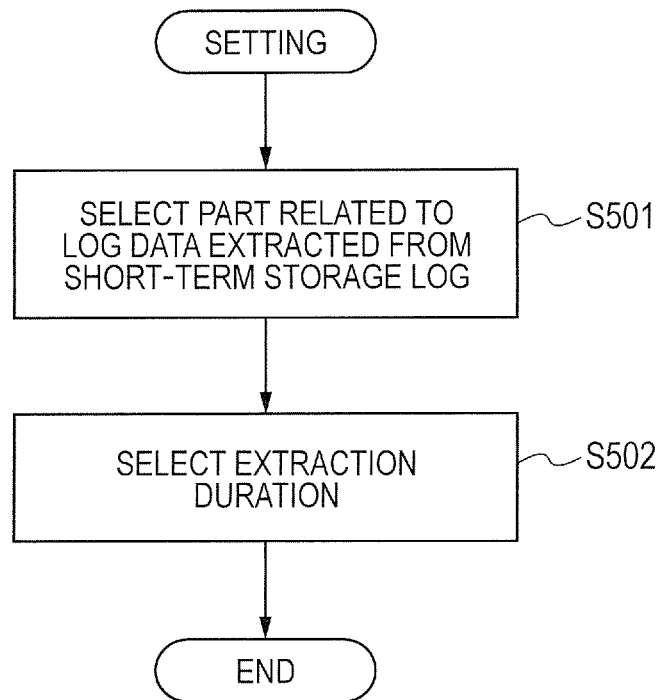 SETTING
SELECT PART RELATED TO
LOG DATA EXTRACTED FROM
SHORT-TERM STORAGE LOG
S501
SELECT EXTRACTION
DURATION
S502
END